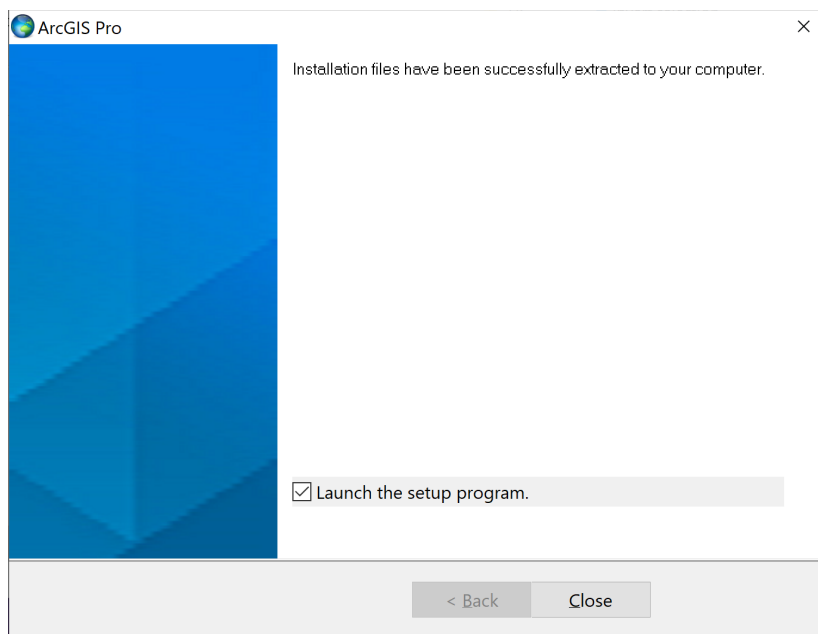 ArcGIS Pro
Installation files have been successfully extracted to your computer.
Launch the setup program.
< Back
Close